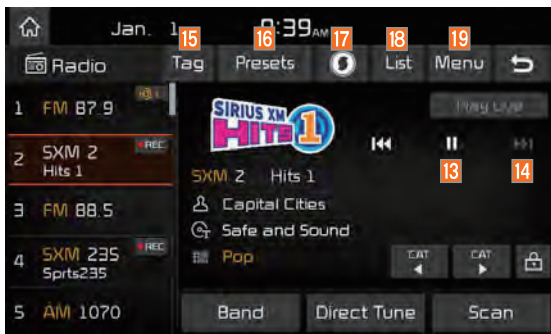 Jan. 1 9:39 AM
15 16 17 18 19
Radio Tag Presets List Menu
1 FM 87.9
SIRIUS XM HITS 1
Play Live
2 SXM 2 REC
Hits 1
13 14
SXM 2 Hits 1
3 FM 88.5
Capital Cities
Safe and Sound
4 SXM 235 REC
Sprts235
Pop
CAT CAT
5 AM 1070
Band Direct Tune Scan